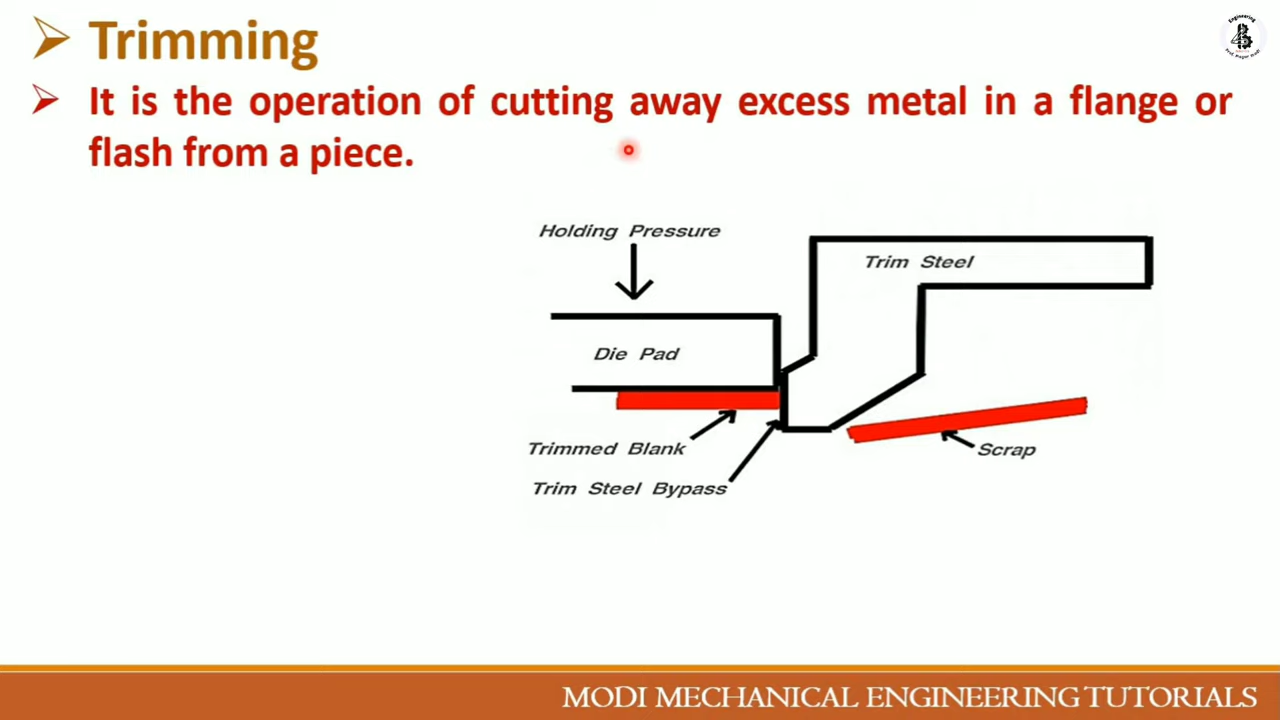 Trimming
It is the operation of cutting away excess metal in a flange or
flash from a piece.
Holding Pressure
Trim Steel
Die Pad
Trimmed Blank
Scrap
Trim Steel Bypass
Engineering
MODI MECHANICAL ENGINEERING TUTORIALS